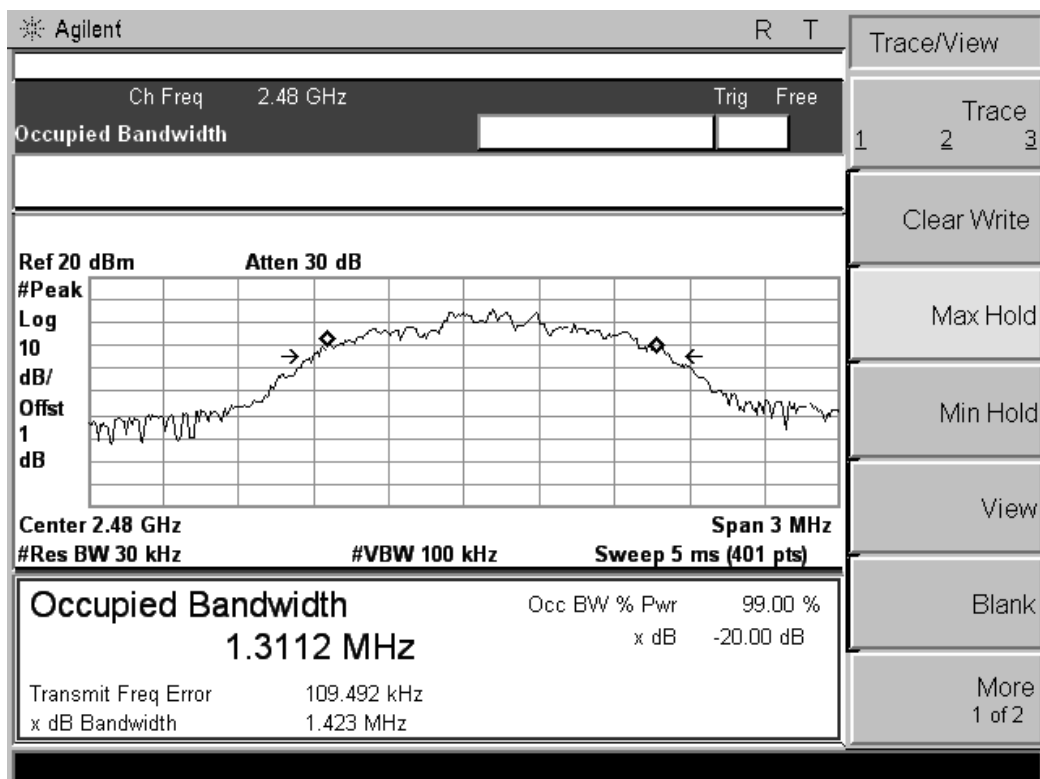 Agilent R T
Trace/View
Ch Freq 2.48 GHz Trig Free
Occupied Bandwidth
Trace
1 2 3
Clear Write
Ref 20 dBm Atten 30 dB
#Peak
Log
10
dB/
Offst
1
dB
Max Hold
Min Hold
View
Center 2.48 GHz Span 3 MHz
#Res BW 30 kHz #VBW 100 kHz Sweep 5 ms (401 pts)
Occupied Bandwidth Occ BW % Pwr 99.00 %
1.3112 MHz x dB -20.00 dB
Transmit Freq Error 109.492 kHz
x dB Bandwidth 1.423 MHz
Blank
More
1 of 2